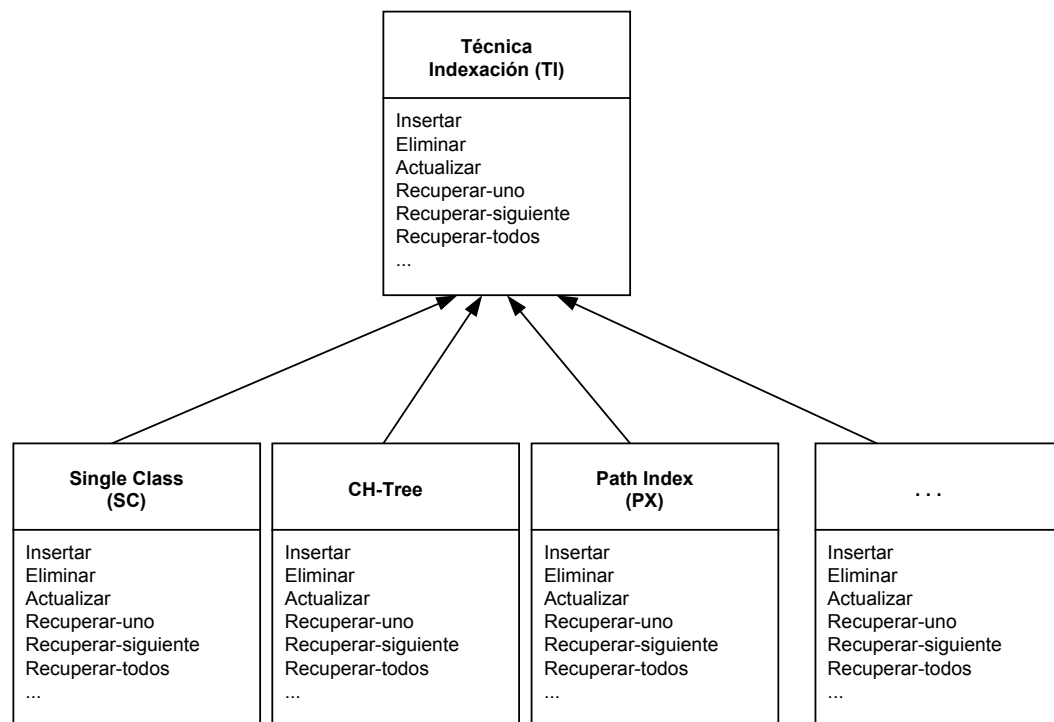 Técnica
Indexación (TI)
Insertar
Eliminar
Actualizar
Recuperar-uno
Recuperar-siguiente
Recuperar-todos
...
Single Class
(SC)
Insertar
Eliminar
Actualizar
Recuperar-uno
Recuperar-siguiente
Recuperar-todos
...
CH-Tree
Insertar
Eliminar
Actualizar
Recuperar-uno
Recuperar-siguiente
Recuperar-todos
...
Path Index
(PX)
Insertar
Eliminar
Actualizar
Recuperar-uno
Recuperar-siguiente
Recuperar-todos
...
. . .
Insertar
Eliminar
Actualizar
Recuperar-uno
Recuperar-siguiente
Recuperar-todos
...